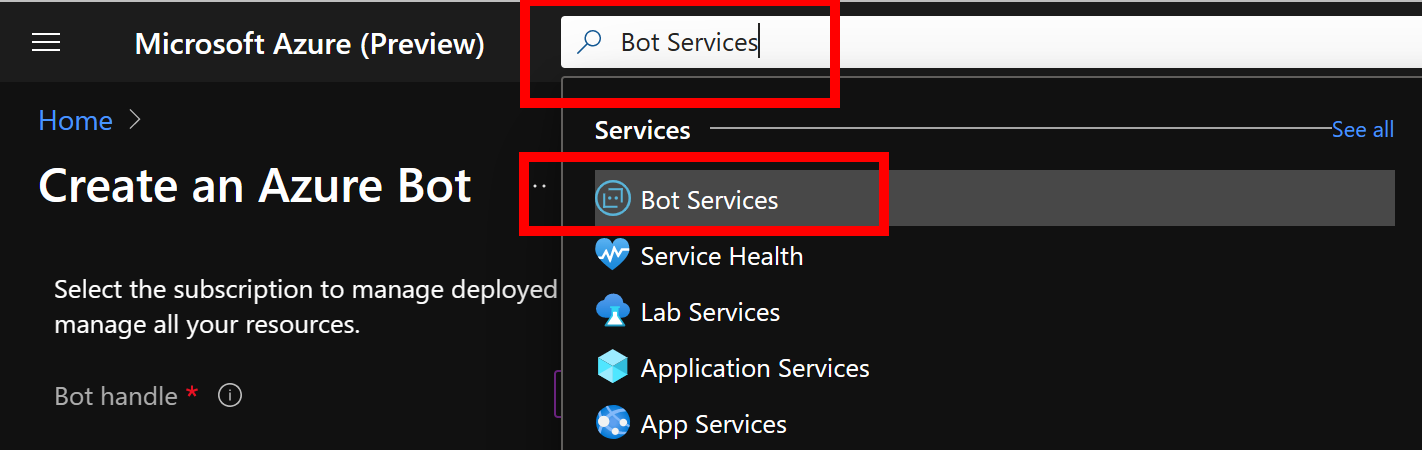 Microsoft Azure (Preview)
Bot Services
Home
Services
See all
Create an Azure Bot
Bot Services
Service Health
Select the subscription to manage deployed
manage all your resources.
Lab Services
Application Services
Bot handle *
App Services